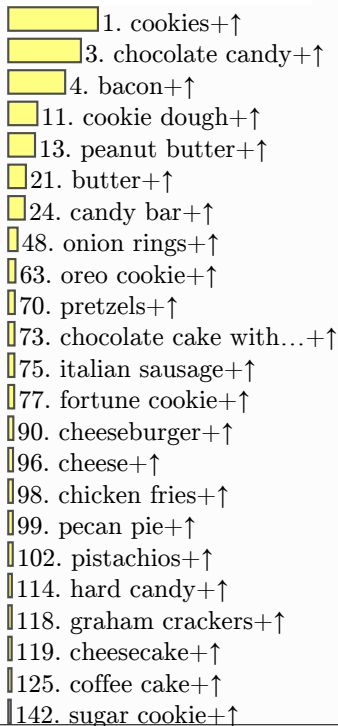 1. cookies+↑
3. chocolate candy+↑
4. bacon+↑
11. cookie dough+↑
13. peanut butter+↑
21. butter+↑
24. candy bar+↑
48. onion rings+↑
63. oreo cookie+↑
70. pretzels+↑
73. chocolate cake with...+↑
75. italian sausage+↑
77. fortune cookie+↑
90. cheeseburger+↑
96. cheese+↑
98. chicken fries+↑
99. pecan pie+↑
102. pistachios+↑
114. hard candy+↑
118. graham crackers+↑
119. cheesecake+↑
125. coffee cake+↑
142. sugar cookie+↑